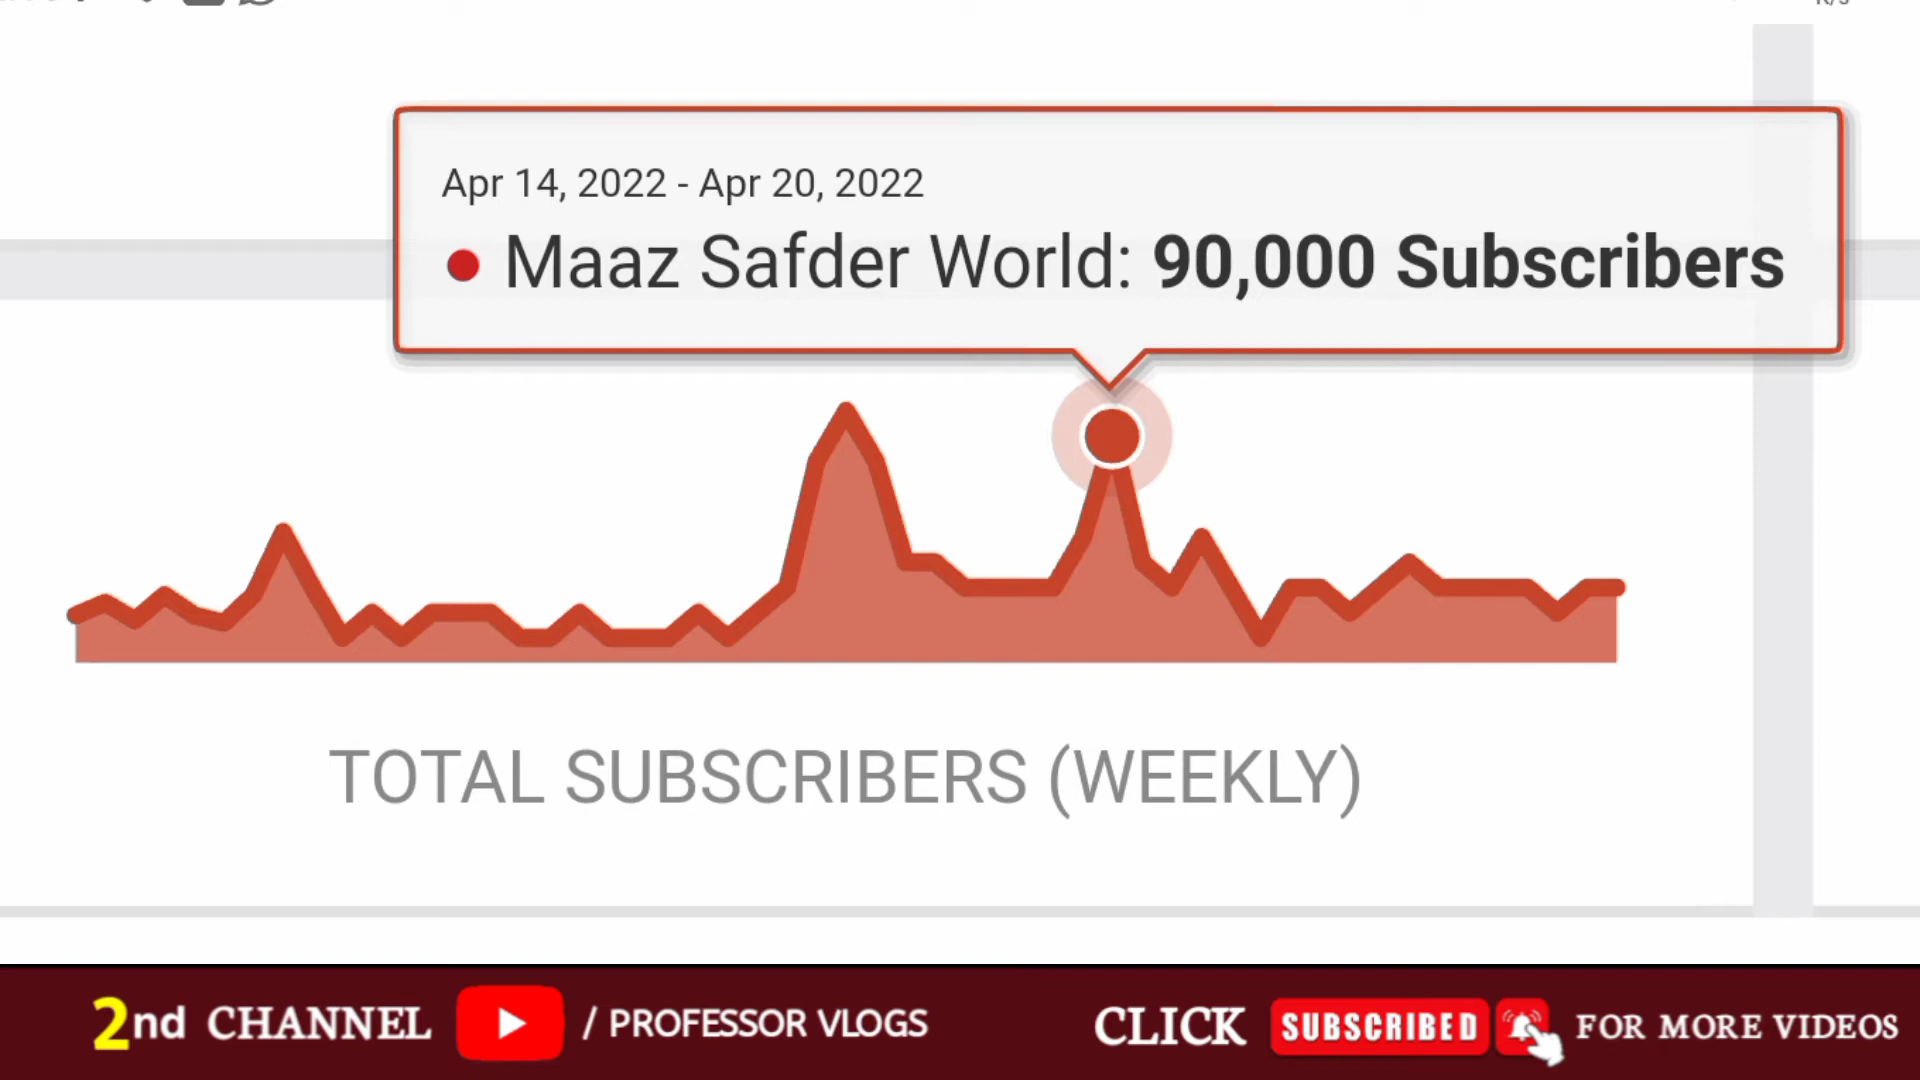 Apr 14, 2022 - Apr 20, 2022
Maaz Safder World: 90,000 Subscribers
TOTAL SUBSCRIBERS (WEEKLY)
2nd CHANNEL / PROFESSOR VLOGS CLICK SUBSCRIBED FOR MORE VIDEOS